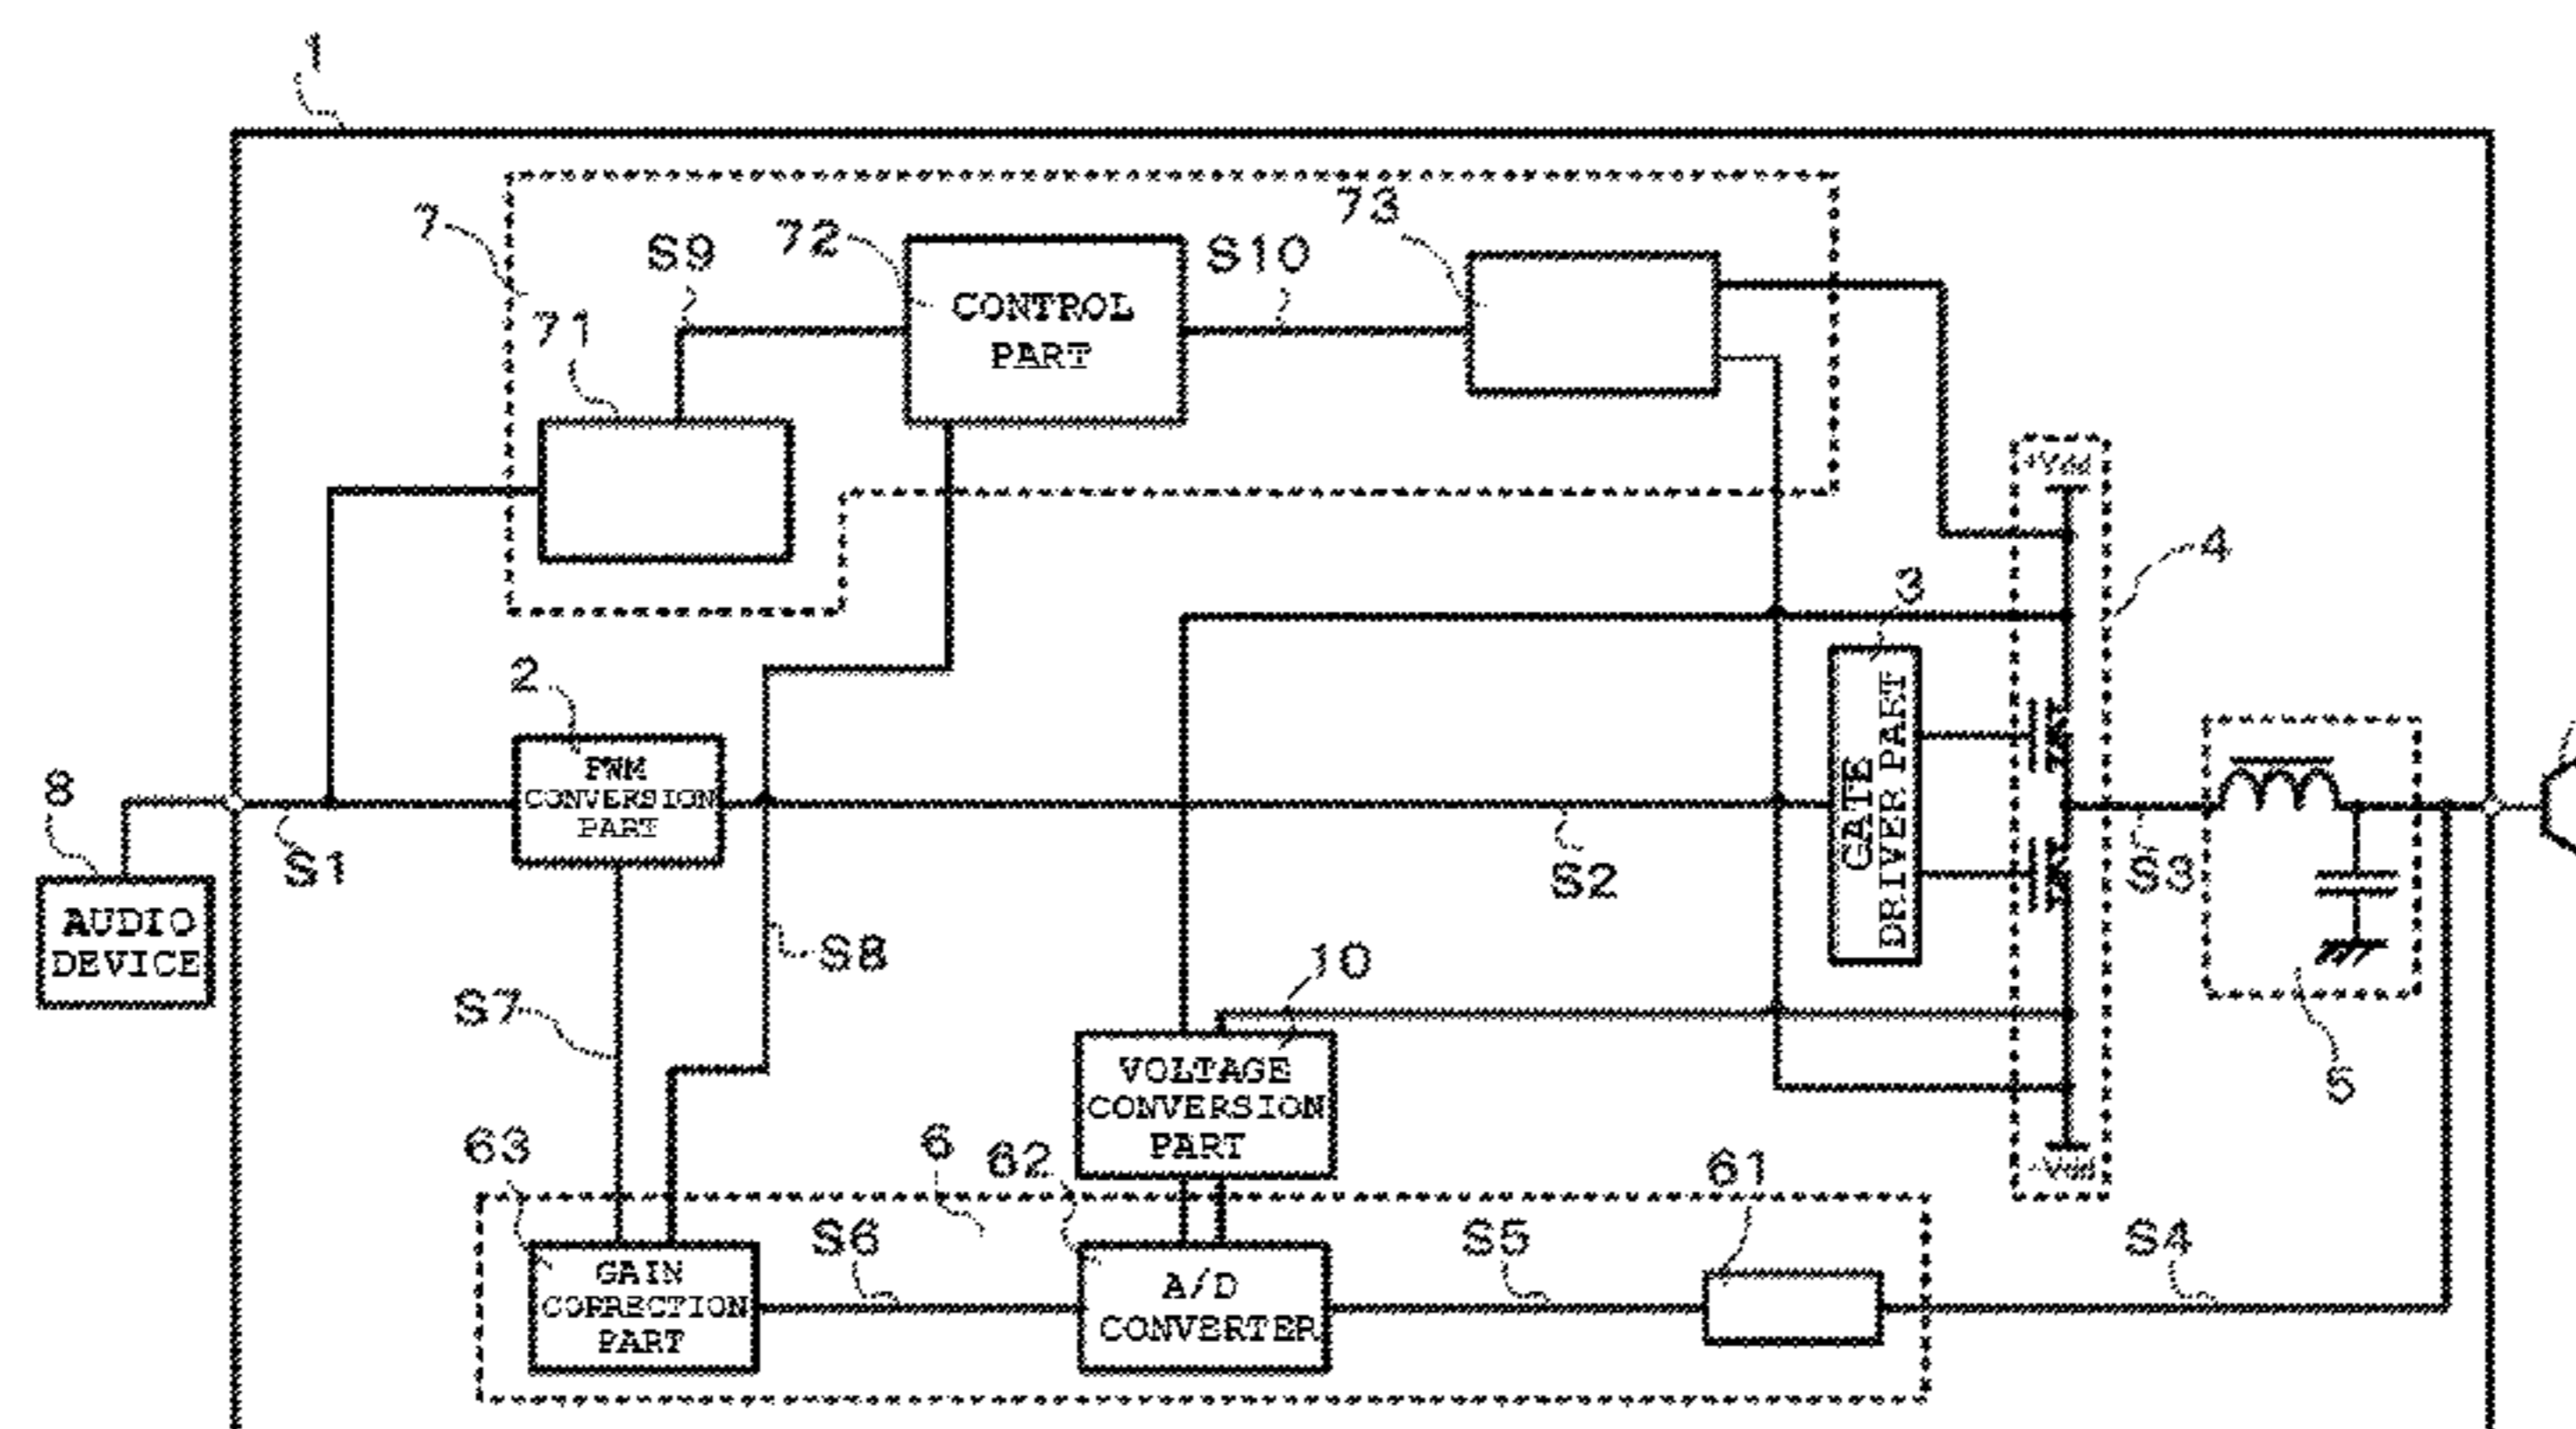 1
7
S9
72
S10
73
71
CONTROL
PART
+Vdd
4
3
2
PWM
CONVERSION
PART
GATE
DRIVER PART
8
S1
S2
S3
AUDIO
DEVICE
S8
10
S7
5
VOLTAGE
CONVERSION
PART
63
6
62
61
-Vdd
S6
S5
S4
GAIN
CORRECTION
PART
A/D
CONVERTER